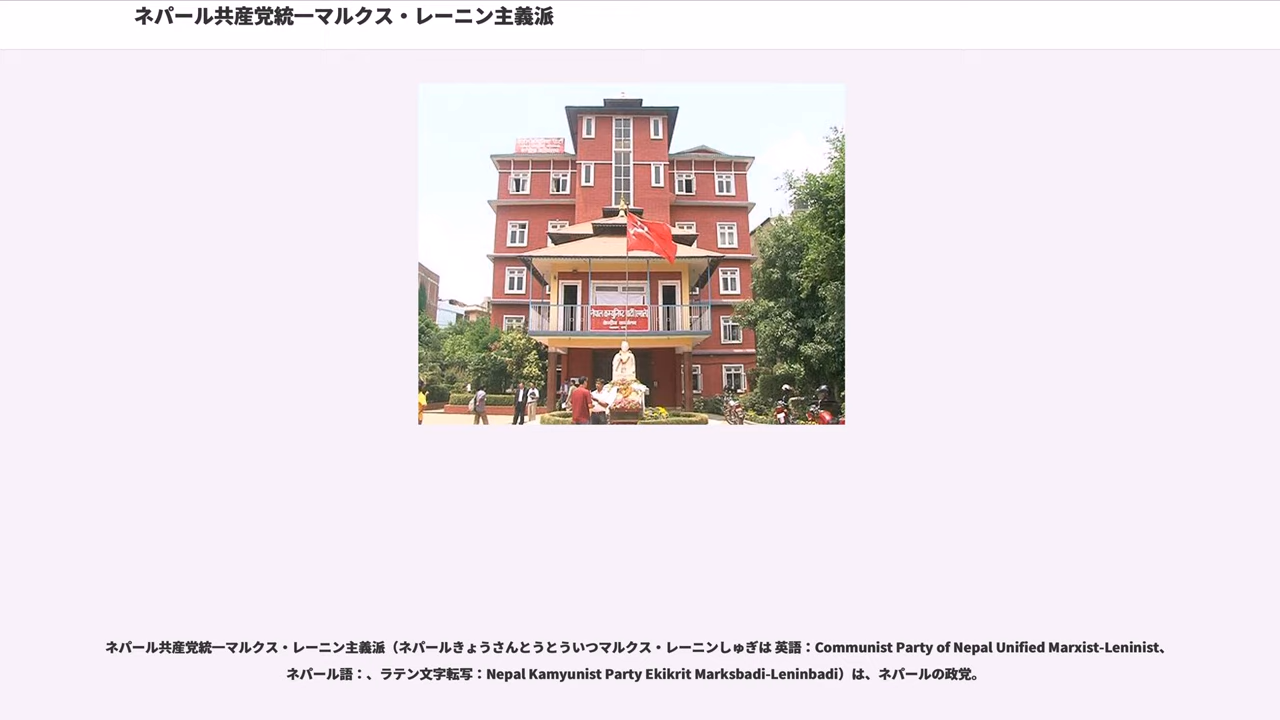 ネパール共産党統一マルクス・レーニン主義派
नेपाल कम्युनिष्ट पार्टी (एमाले)
ネパール共産党統一マルクス・レーニン主義派（ネパールきょうさんとうとういつマルクス・レーニンしゅぎは 英語：Communist Party of Nepal Unified Marxist-Leninist、
ネパール語：、ラテン文字転写：Nepal Kamyunist Party Ekikrit Marksbadi-Leninbadi）は、ネパールの政党。